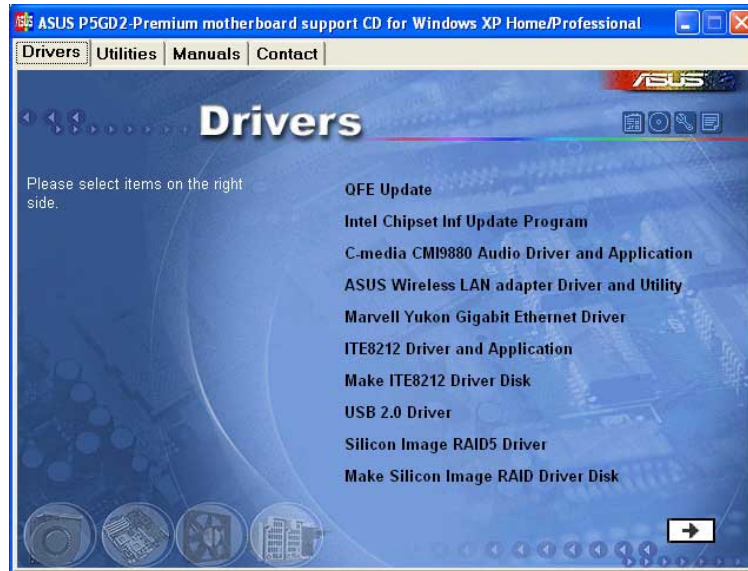 ASUS P5GD2-Premium motherboard support CD for Windows XP Home/Professional
Drivers Utilities Manuals Contact
ASUS
Drivers
Please select items on the right
side.
QFE Update
Intel Chipset Inf Update Program
C-media CMI9880 Audio Driver and Application
ASUS Wireless LAN adapter Driver and Utility
Marvell Yukon Gigabit Ethernet Driver
ITE8212 Driver and Application
Make ITE8212 Driver Disk
USB 2.0 Driver
Silicon Image RAID5 Driver
Make Silicon Image RAID Driver Disk